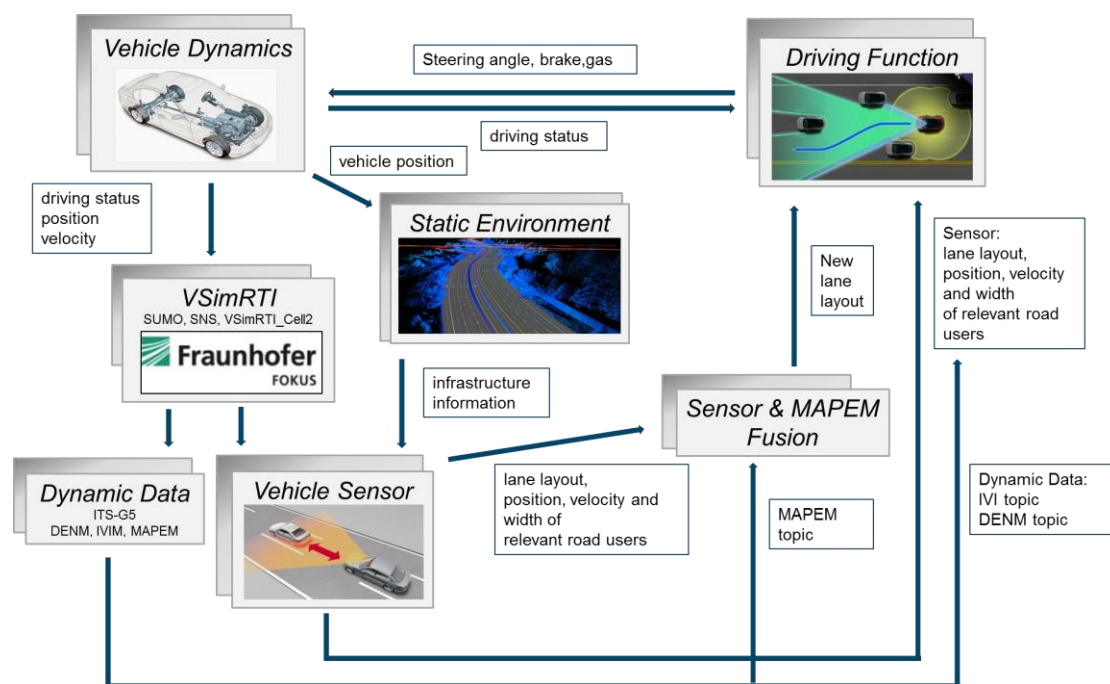 Vehicle Dynamics
Steering angle, brake,gas
driving status
Driving Function
vehicle position
driving status
position
velocity
Static Environment
Sensor:
lane layout,
position, velocity
and width
of relevant road
users
New
lane
layout
VSimRTI
SUMO, SNS, VSimRTI_Cell2
Fraunhofer
FOKUS
infrastructure
information
Sensor & MAPEM
Fusion
Dynamic Data
ITS-G5
DENM, IVIM, MAPEM
Vehicle Sensor
lane layout,
position, velocity and
width of
relevant road users
MAPEM
topic
Dynamic Data:
IVI topic
DENM topic